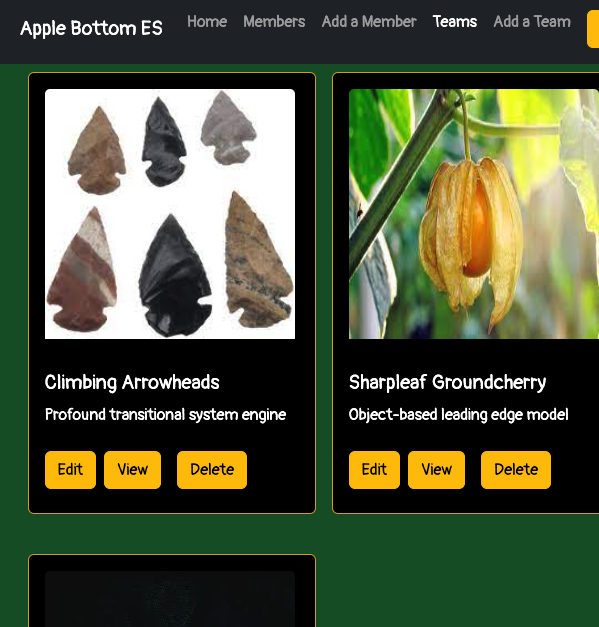 Apple Bottom ES Home Members Add a Member Teams Add a Team
Climbing Arrowheads
Profound transitional system engine
Edit View Delete
Sharpleaf Groundcherry
Object-based leading edge model
Edit View Delete